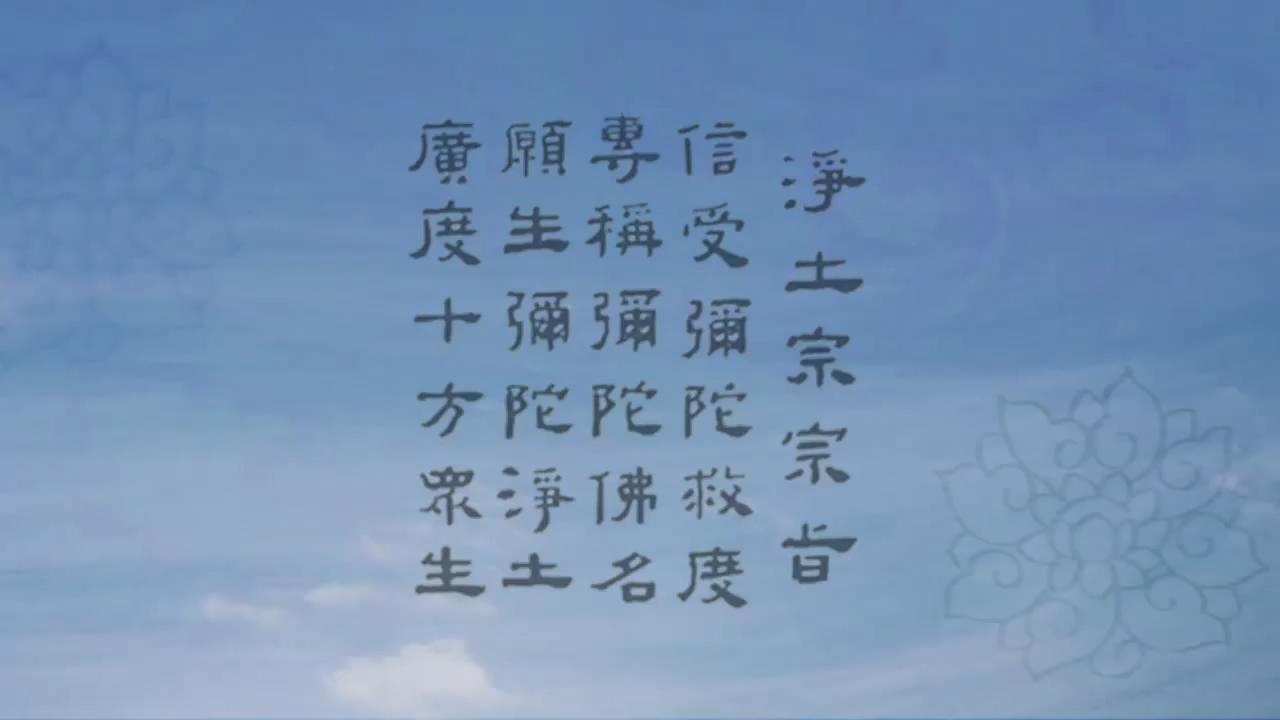 淨土宗宗旨
信受彌陀救度
專稱彌陀佛名
願生彌陀淨土
廣度十方眾生